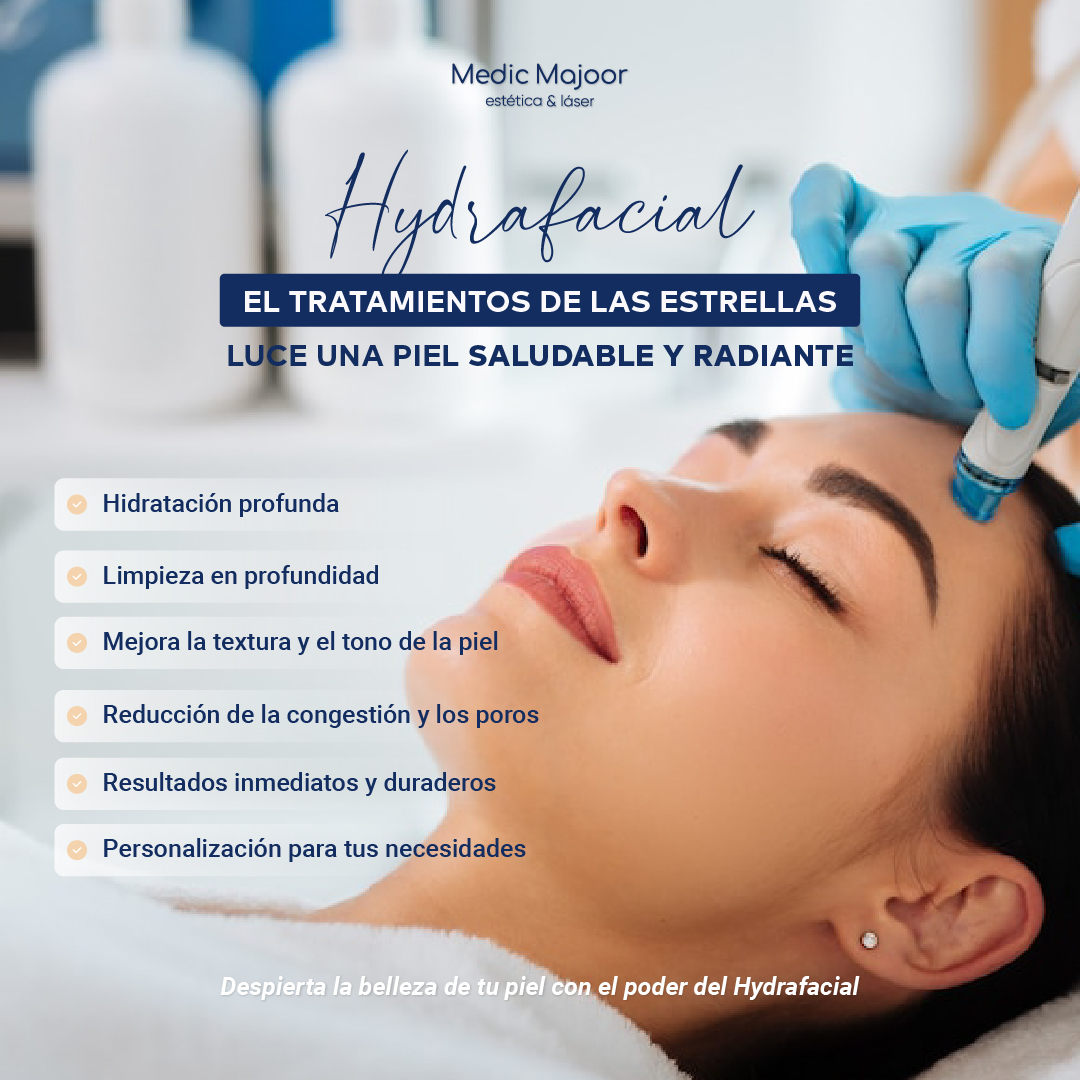 Medic Majoor
estética & láser
Hydrafacial
EL TRATAMIENTOS DE LAS ESTRELLAS
LUCE UNA PIEL SALUDABLE Y RADIANTE
Hidratación profunda
Limpieza en profundidad
Mejora la textura y el tono de la piel
Reducción de la congestión y los poros
Resultados inmediatos y duraderos
Personalización para tus necesidades
Despierta la belleza de tu piel con el poder del Hydrafacial